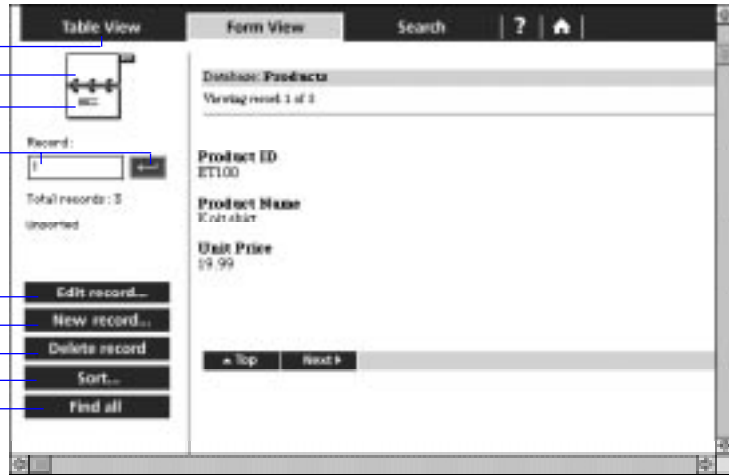 Table View Form View Search ?
Database: Products
Viewing record 1 of 3
Record:
1
Total records: 3
Unsorted
Product ID
ET100
Product Name
Knit shirt
Unit Price
19.99
Edit record...
New record...
Delete record
Sort...
Find all
Top Next